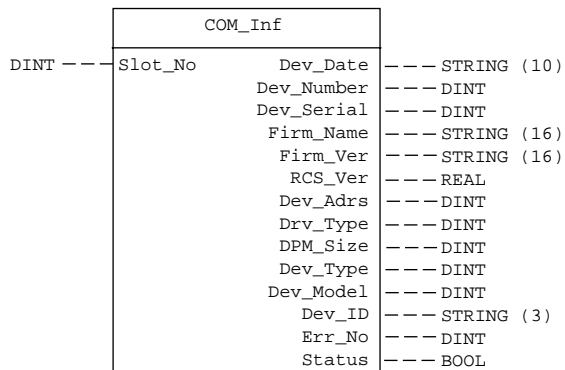 COM_Inf
DINT Slot_No Dev_Date STRING (10)
Dev_Number DINT
Dev_Serial DINT
Firm_Name STRING (16)
Firm_Ver STRING (16)
RCS_Ver REAL
Dev_Adrs DINT
Drv_Type DINT
DPM_Size DINT
Dev_Type DINT
Dev_Model DINT
Dev_ID STRING (3)
Err_No DINT
Status BOOL